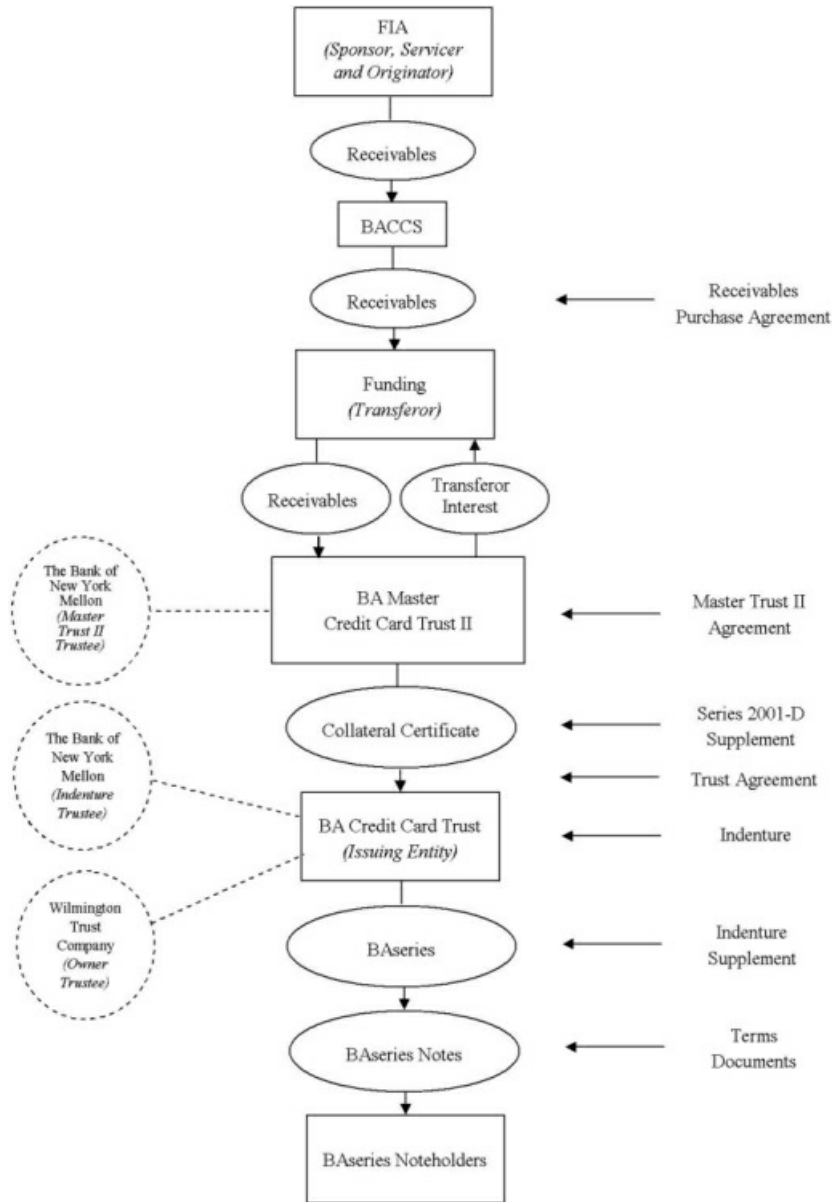 FIA
(Sponsor, Servicer
and Originator)
Receivables
BACCS
Receivables
Receivables
Purchase Agreement
Funding
(Transferor)
Receivables
Transferor
Interest
The Bank of
New York
Mellon
(Master
Trust II
Trustee)
BA Master
Credit Card Trust II
Master Trust II
Agreement
Collateral Certificate
Series 2001-D
Supplement
The Bank of
New York
Mellon
(Indenture
Trustee)
Trust Agreement
BA Credit Card Trust
(Issuing Entity)
Indenture
Wilmington
Trust
Company
(Owner
Trustee)
BAseries
Indenture
Supplement
BAseries Notes
Terms
Documents
BAseries Noteholders